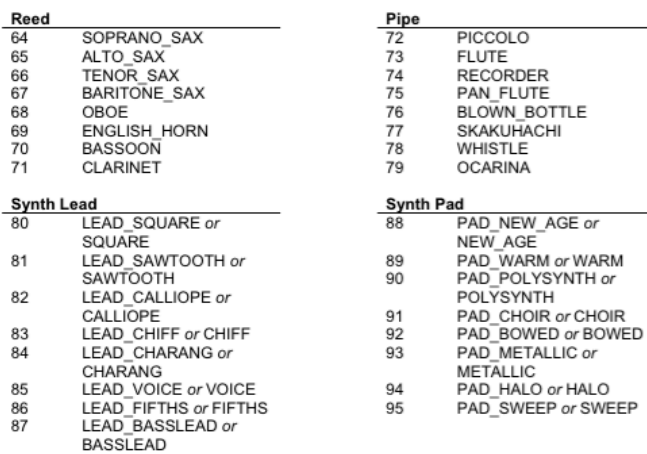 Reed
64 SOPRANO_SAX
65 ALTO_SAX
66 TENOR_SAX
67 BARITONE_SAX
68 OBOE
69 ENGLISH_HORN
70 BASSOON
71 CLARINET
Pipe
72 PICCOLO
73 FLUTE
74 RECORDER
75 PAN_FLUTE
76 BLOWN_BOTTLE
77 SKAKUHACHI
78 WHISTLE
79 OCARINA
Synth Lead
80 LEAD_SQUARE or
SQUARE
81 LEAD_SAWTOOTH or
SAWTOOTH
82 LEAD_CALLIOPE or
CALLIOPE
83 LEAD_CHIFF or CHIFF
84 LEAD_CHARANG or
CHARANG
85 LEAD_VOICE or VOICE
86 LEAD_FIFTHS or FIFTHS
87 LEAD_BASSLEAD or
BASSLEAD
Synth Pad
88 PAD_NEW_AGE or
NEW_AGE
89 PAD_WARM or WARM
90 PAD_POLYSYNTH or
POLYSYNTH
91 PAD_CHOIR or CHOIR
92 PAD_BOWED or BOWED
93 PAD_METALLIC or
METALLIC
94 PAD_HALO or HALO
95 PAD_SWEEP or SWEEP